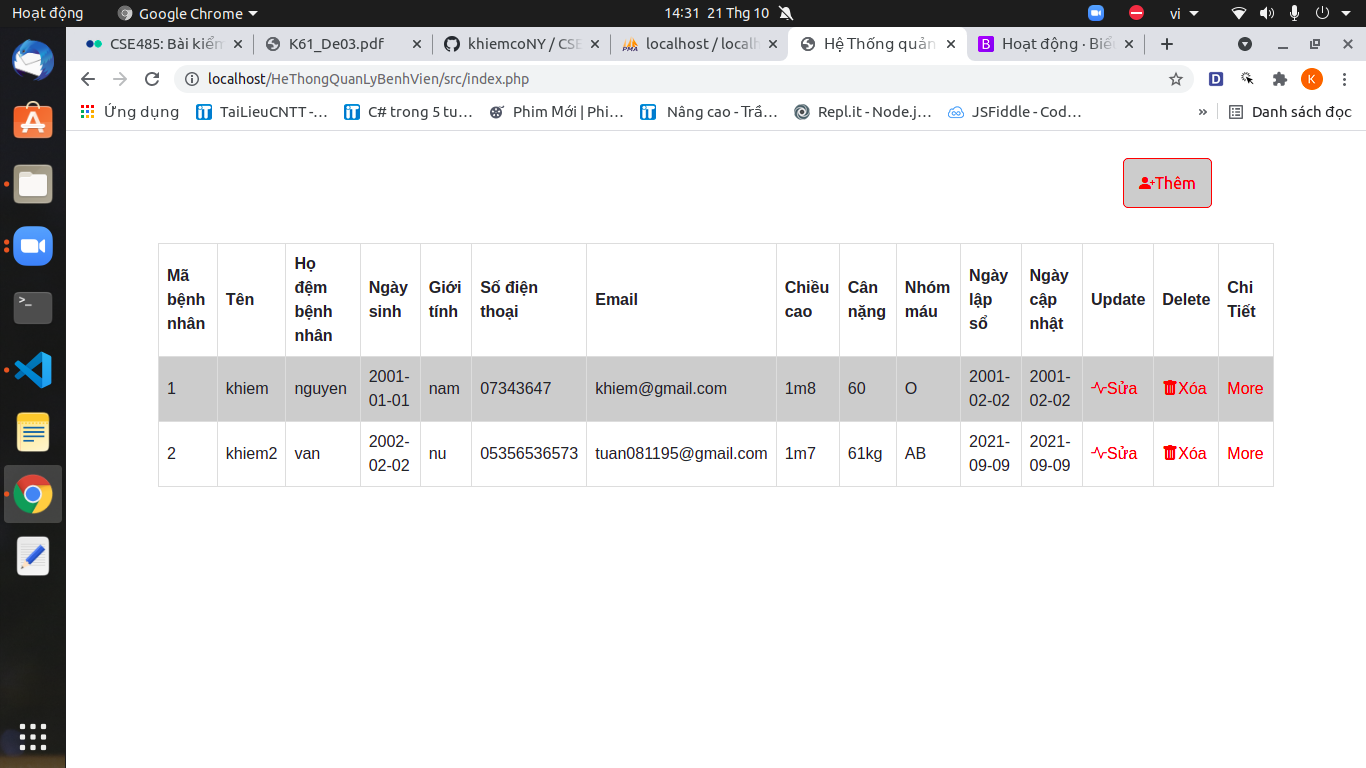 Hoạt động
Google Chrome
14:31 21 Thg 10
vi
CSE485: Bài kiểm
K61_De03.pdf
khiemcoNY / CSE
localhost / localh
Hệ Thống quản
Hoạt động · Biể
localhost/HeThongQuanLyBenhVien/src/index.php
K
Ứng dụng
TaiLieuCNTT -…
C# trong 5 tu…
Phim Mới | Phi…
Nâng cao - Trầ…
Repl.it - Node.j…
JSFiddle - Cod…
»
Danh sách đọc
Thêm
Mã bệnh nhân
Tên
Họ đệm bệnh nhân
Ngày sinh
Giới tính
Số điện thoại
Email
Chiều cao
Cân nặng
Nhóm máu
Ngày lập sổ
Ngày cập nhật
Update
Delete
Chi Tiết
1 khiem nguyen 2001-01-01 nam 07343647 khiem@gmail.com 1m8 60 O 2001-02-02 2001-02-02 Sửa Xóa More
2 khiem2 van 2002-02-02 nu 05356536573 tuan081195@gmail.com 1m7 61kg AB 2021-09-09 2021-09-09 Sửa Xóa More